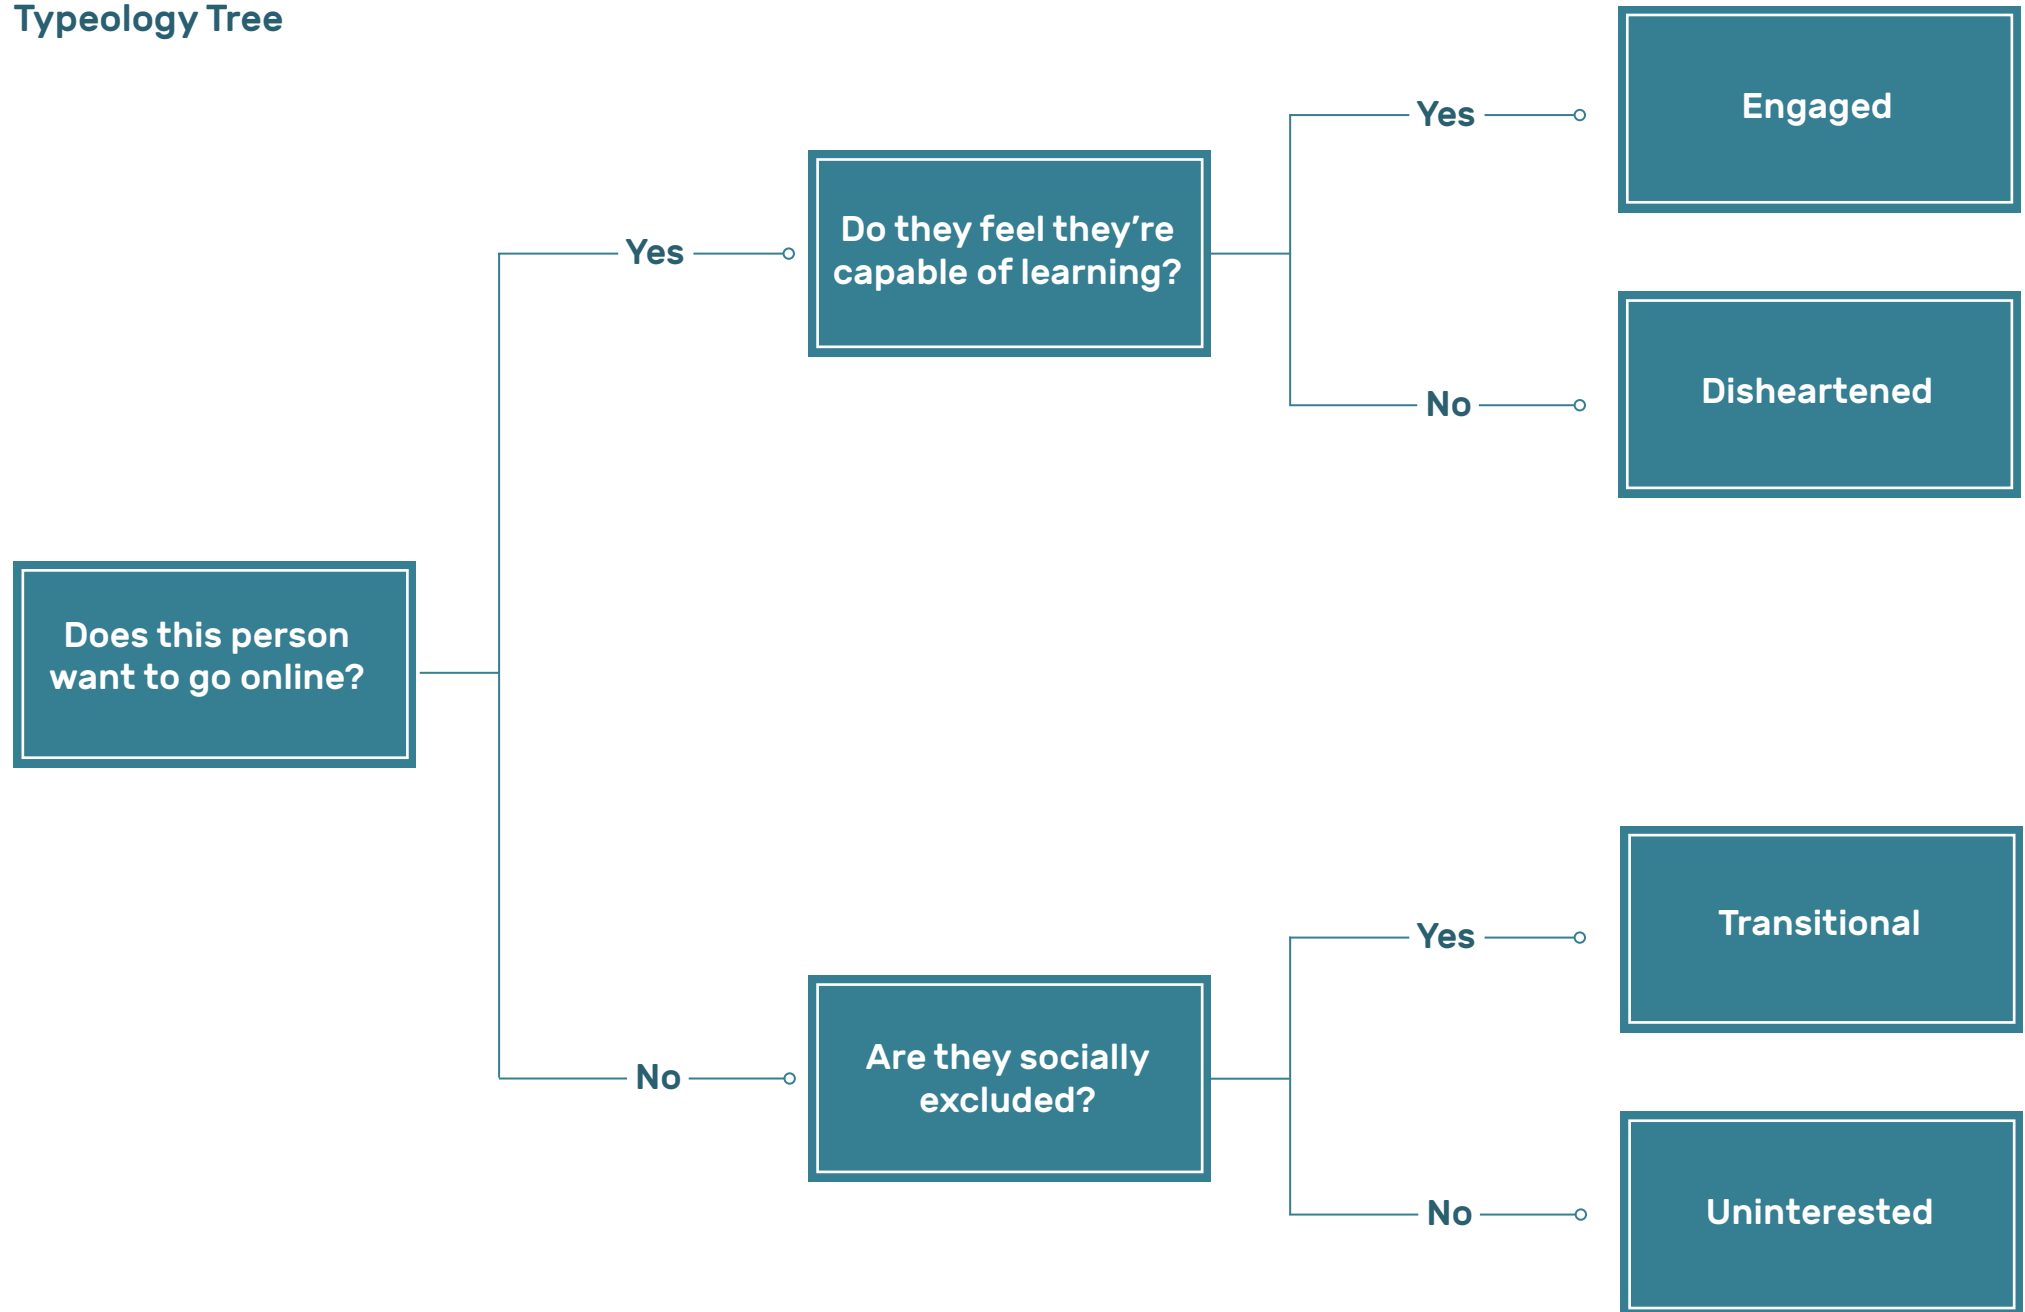 Typeology Tree
Does this person
want to go online?
Yes
Do they feel they’re
capable of learning?
Yes
Engaged
No
Disheartened
No
Are they socially
excluded?
Yes
Transitional
No
Uninterested